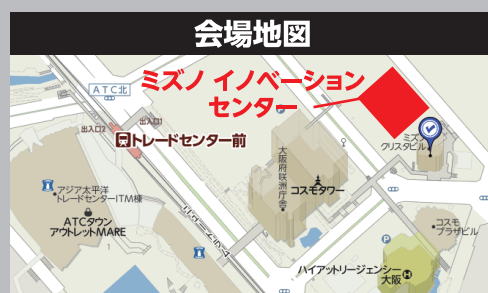 会場地図
ミズノ イノベーション
センター
ATC北
出入口1
出入口2
トレードセンター前
ミズノ
クリスタビル
大阪府咲洲庁舎
コスモタワー
アジア太平洋
トレードセンターITM棟
ATCタウン
アウトレットMARE
コスモ
プラザビル
ハイアットリージェンシー
大阪